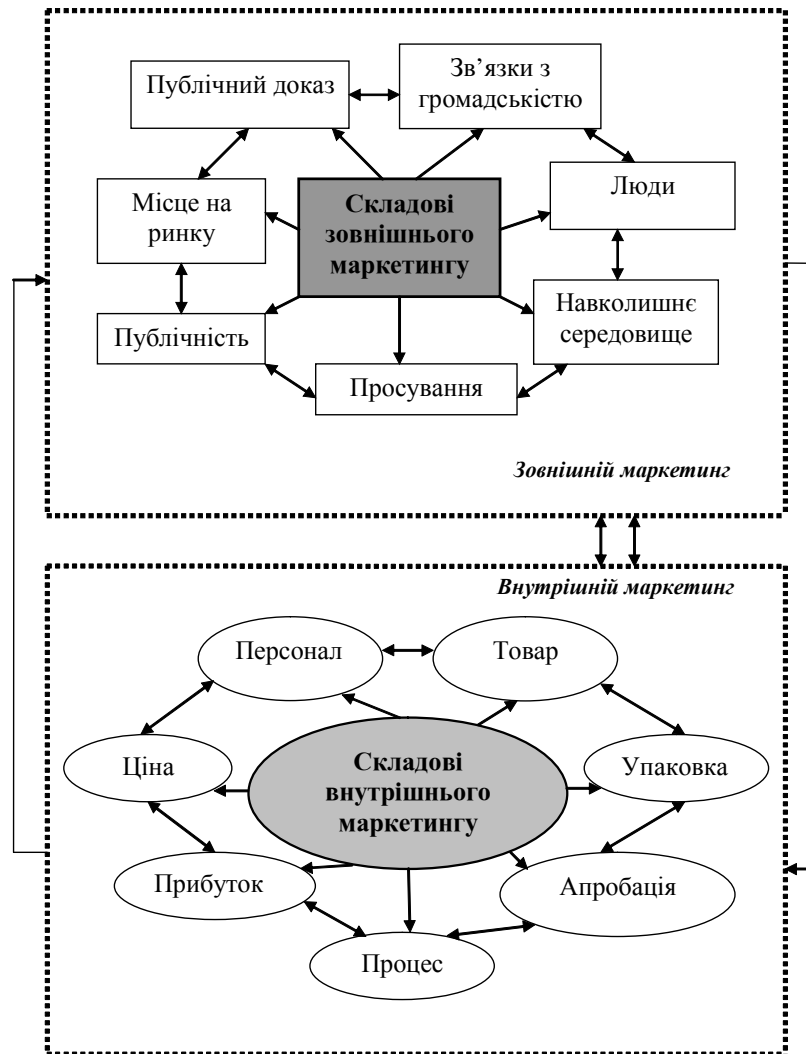 Публічний доказ
Зв’язки з
громадськістю
Місце на
ринку
Складові
зовнішнього
маркетингу
Люди
Публічність
Навколишнє
середовище
Просування
Зовнішній маркетинг
Внутрішній маркетинг
Персонал
Товар
Ціна
Складові
внутрішнього
маркетингу
Упаковка
Прибуток
Апробація
Процес